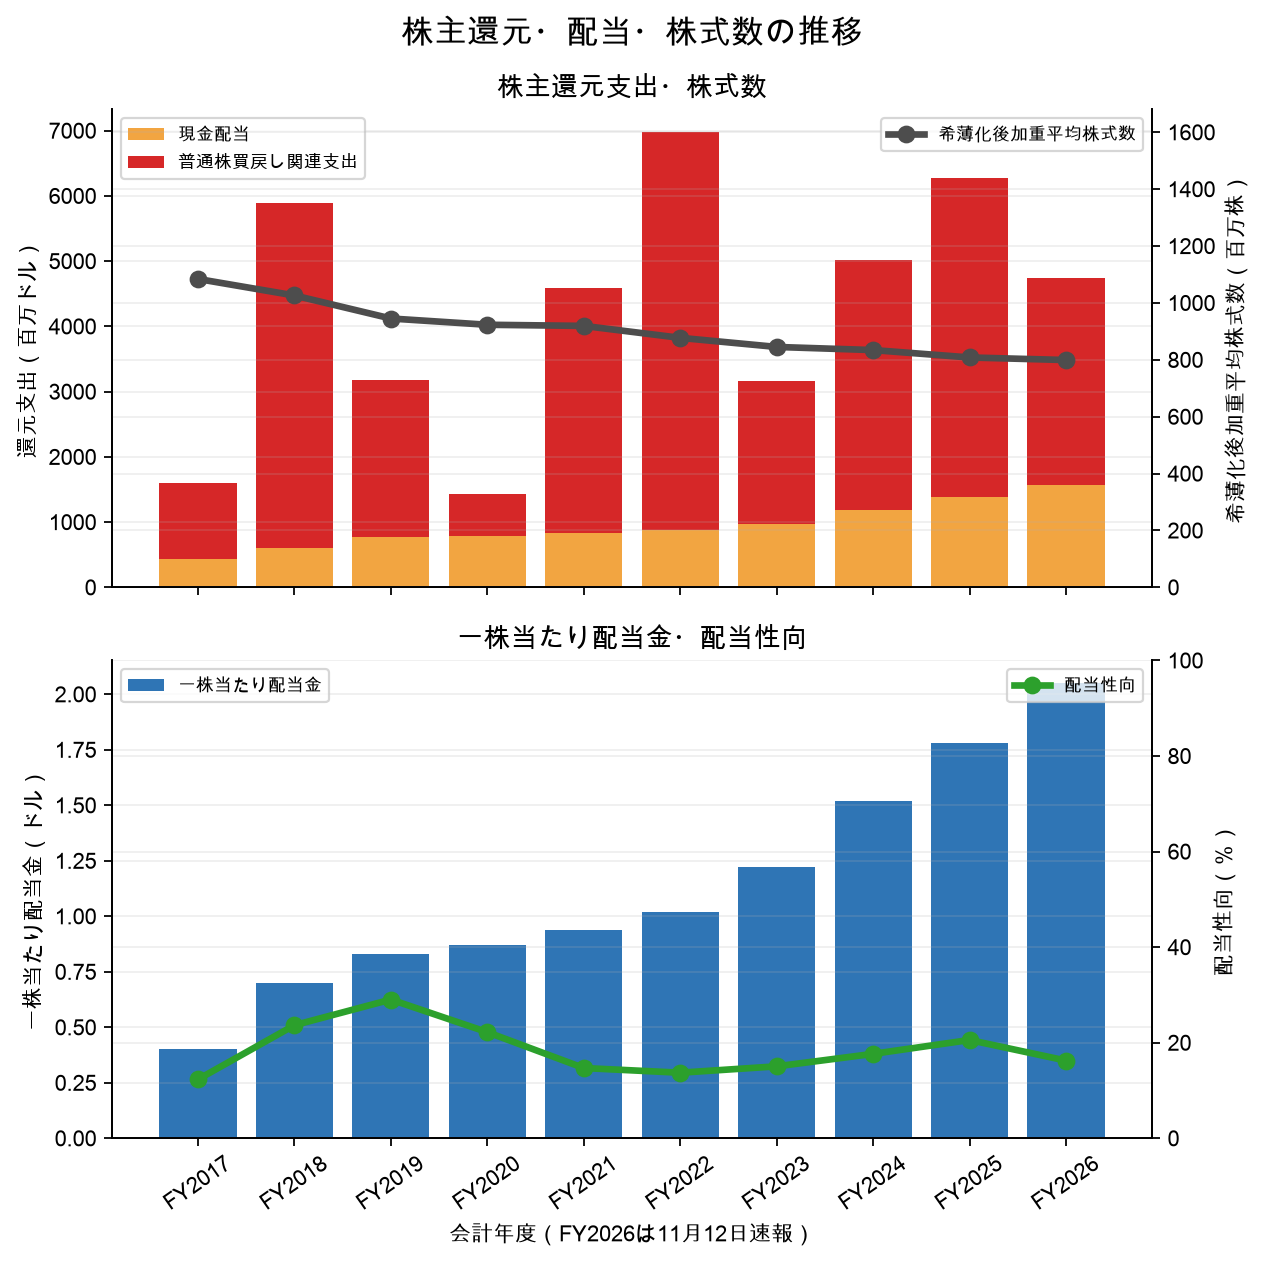 株主還元・配当・株式数の推移
株主還元支出・株式数
現金配当
普通株買戻し関連支出
希薄化後加重平均株式数
7000
6000
5000
4000
3000
2000
1000
0
還元支出（百万ドル）
1600
1400
1200
1000
800
600
400
200
0
希薄化後加重平均株式数（百万株）
一株当たり配当金・配当性向
一株当たり配当金
配当性向
2.00
1.75
1.50
1.25
1.00
0.75
0.50
0.25
0.00
一株当たり配当金（ドル）
100
80
60
40
20
0
配当性向（%）
FY2017
FY2018
FY2019
FY2020
FY2021
FY2022
FY2023
FY2024
FY2025
FY2026
会計年度（FY2026は11月12日速報）